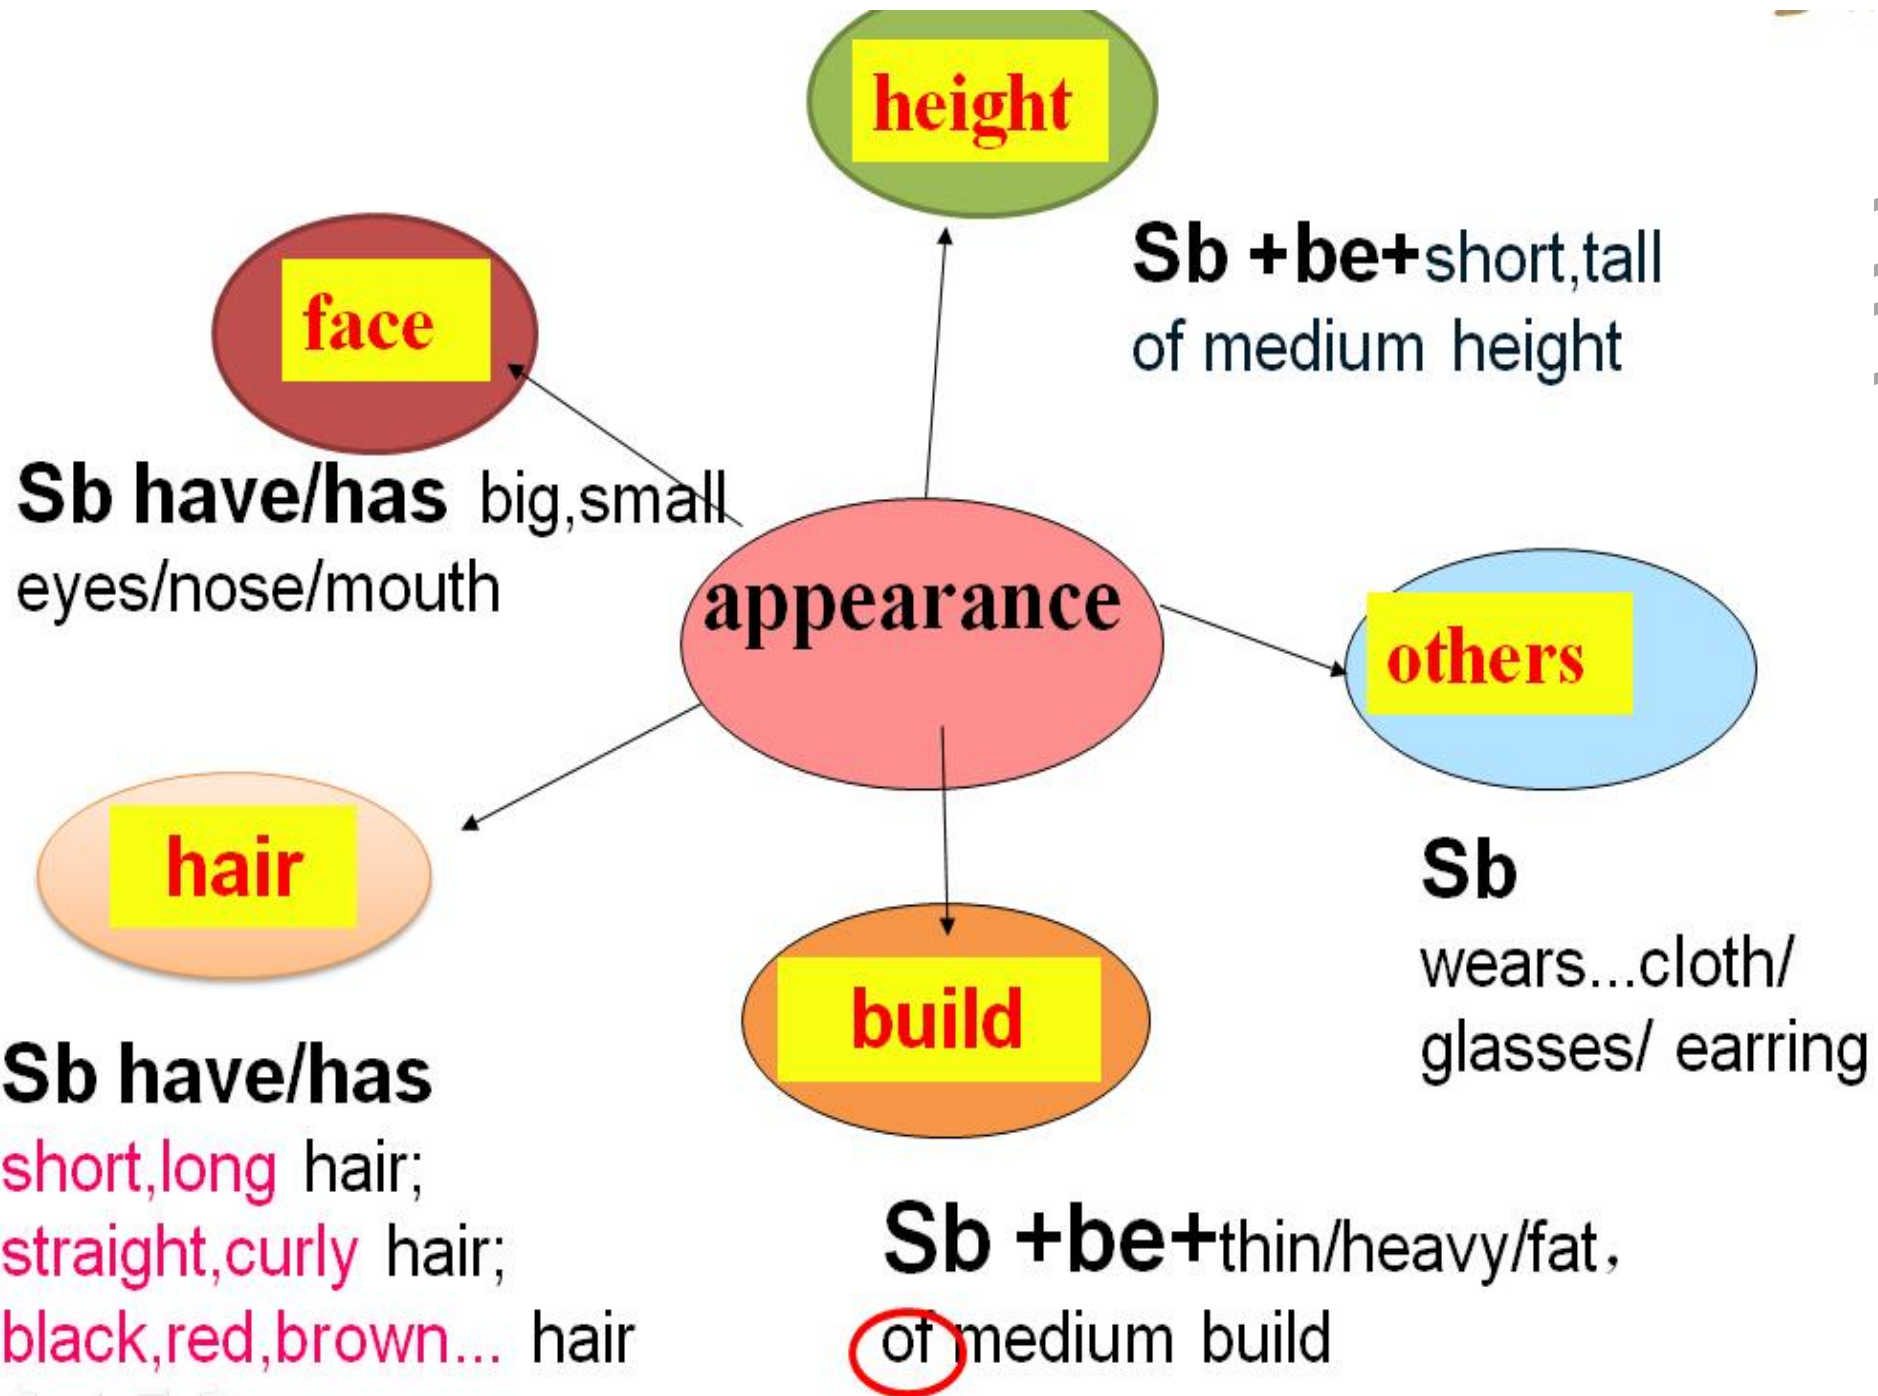 height
Sb +be+short,tall
of medium height
face
Sb have/has big,small
eyes/nose/mouth
appearance
others
Sb
wears...cloth/
glasses/ earring
hair
Sb have/has
short,long hair;
straight,curly hair;
black,red,brown... hair
build
Sb +be+thin/heavy/fat,
of medium build